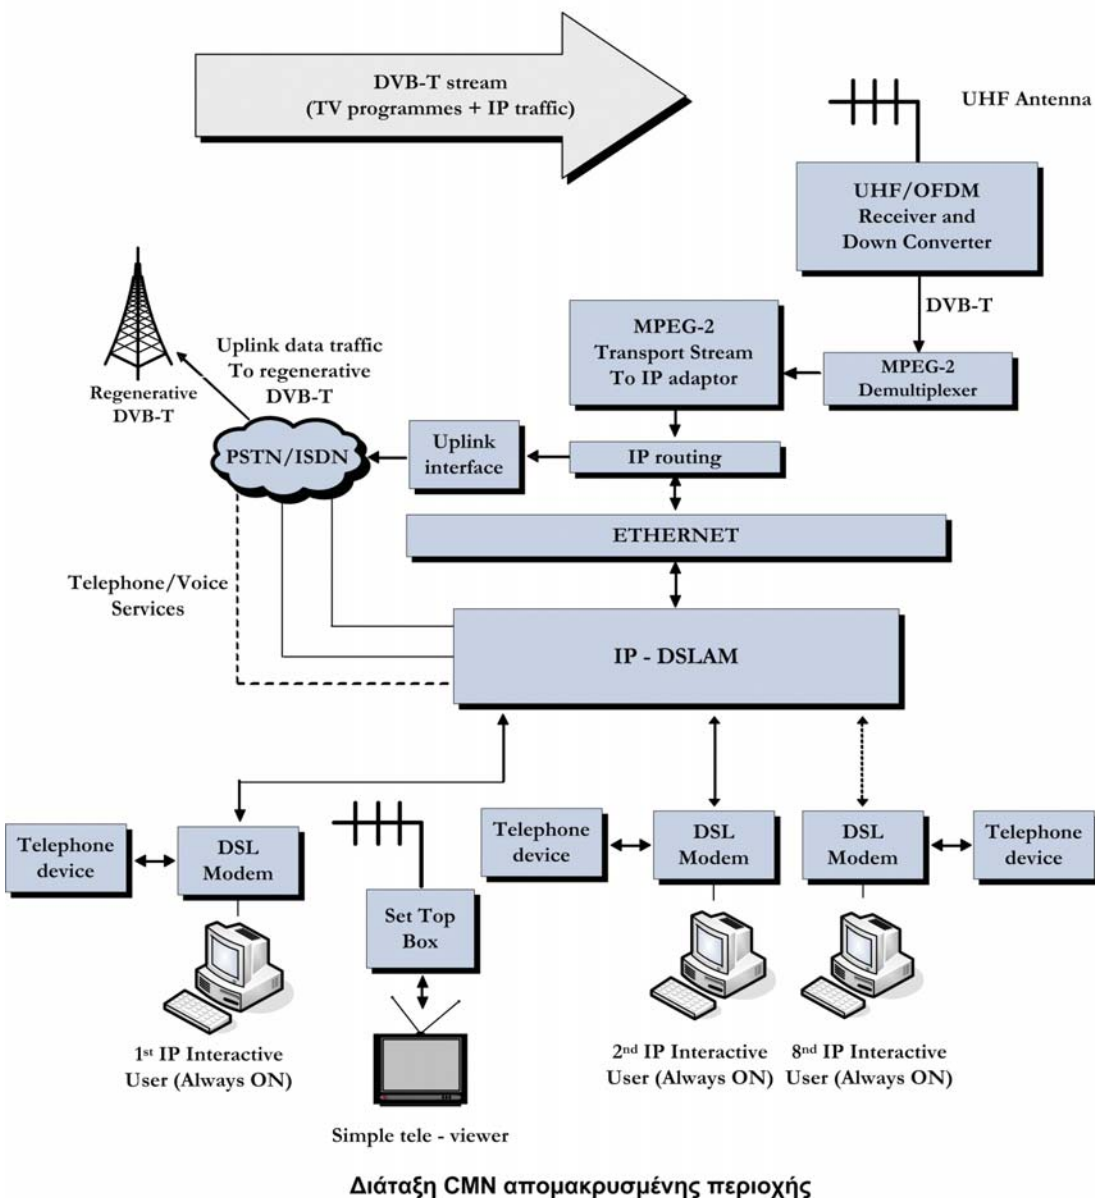 DVB-T stream
(TV programmes + IP traffic)
UHF Antenna
UHF/OFDM
Receiver and
Down Converter
DVB-T
MPEG-2
Transport Stream
To IP adaptor
MPEG-2
Demultiplexer
Uplink data traffic
To regenerative
DVB-T
Regenerative
DVB-T
PSTN/ISDN
Uplink
interface
IP routing
ETHERNET
Telephone/Voice
Services
IP - DSLAM
Telephone
device
DSL
Modem
Set Top
Box
Telephone
device
DSL
Modem
DSL
Modem
Telephone
device
1st IP Interactive
User (Always ON)
2nd IP Interactive
User (Always ON)
8nd IP Interactive
User (Always ON)
Simple tele - viewer
Διάταξη CMN απομακρυσμένης περιοχής